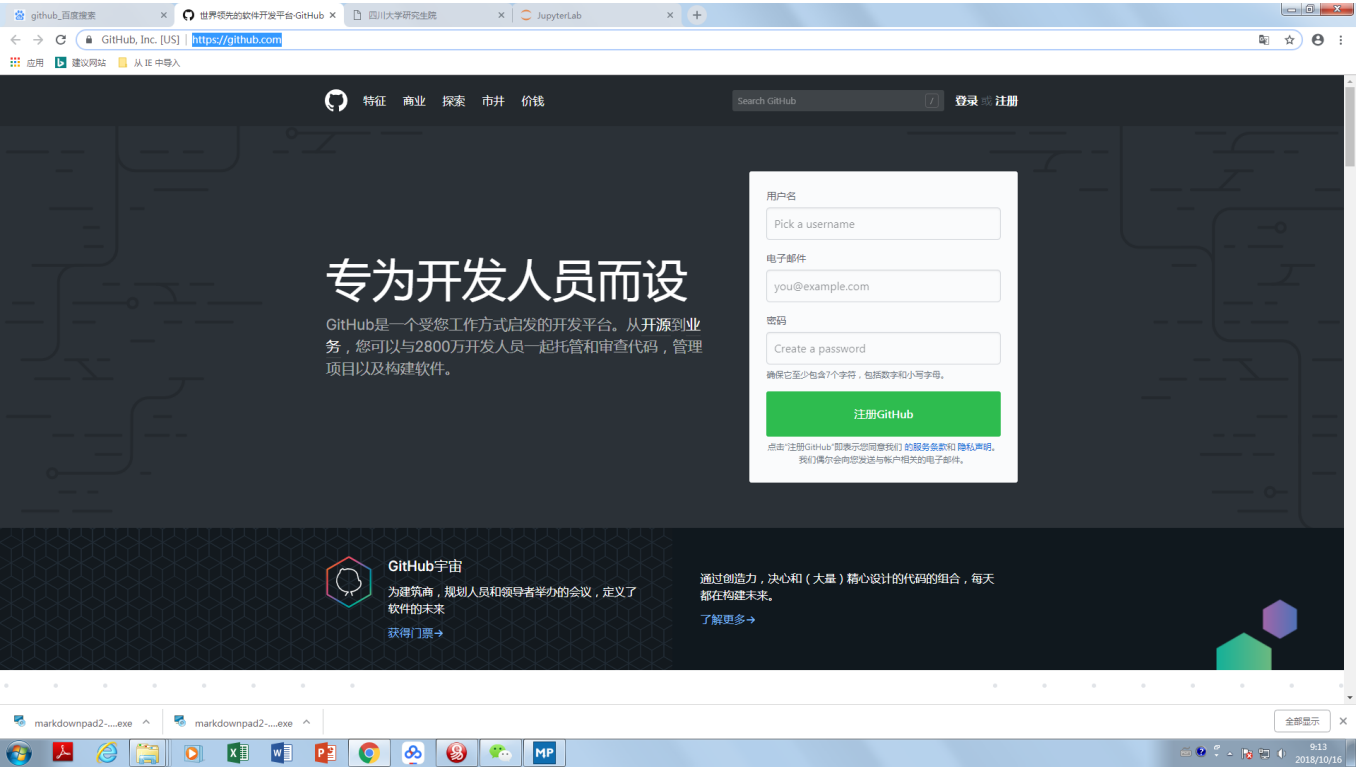 github_百度搜索
世界领先的软件开发平台·GitHub
四川大学研究生院
JupyterLab
GitHub, Inc. [US]
https://github.com
应用
建议网站
从 IE 中导入
特征
商业
探索
市井
价钱
Search GitHub
/
登录 或 注册
专为开发人员而设
GitHub是一个受您工作方式启发的开发平台。从开源到业
务，您可以与2800万开发人员一起托管和审查代码，管理
项目以及构建软件。
用户名
Pick a username
电子邮件
you@example.com
密码
Create a password
确保它至少包含7个字符，包括数字和小写字母。
注册GitHub
点击"注册GitHub"即表示您同意我们 的服务条款和 隐私声明。
我们偶尔会向您发送与帐户相关的电子邮件。
GitHub宇宙
为建筑商，规划人员和领导者举办的会议，定义了
软件的未来
获得门票→
通过创造力，决心和（大量）精心设计的代码的组合，每天
都在构建未来。
了解更多→
markdownpad2-....exe
markdownpad2-....exe
全部显示
MP
9:13
2018/10/16